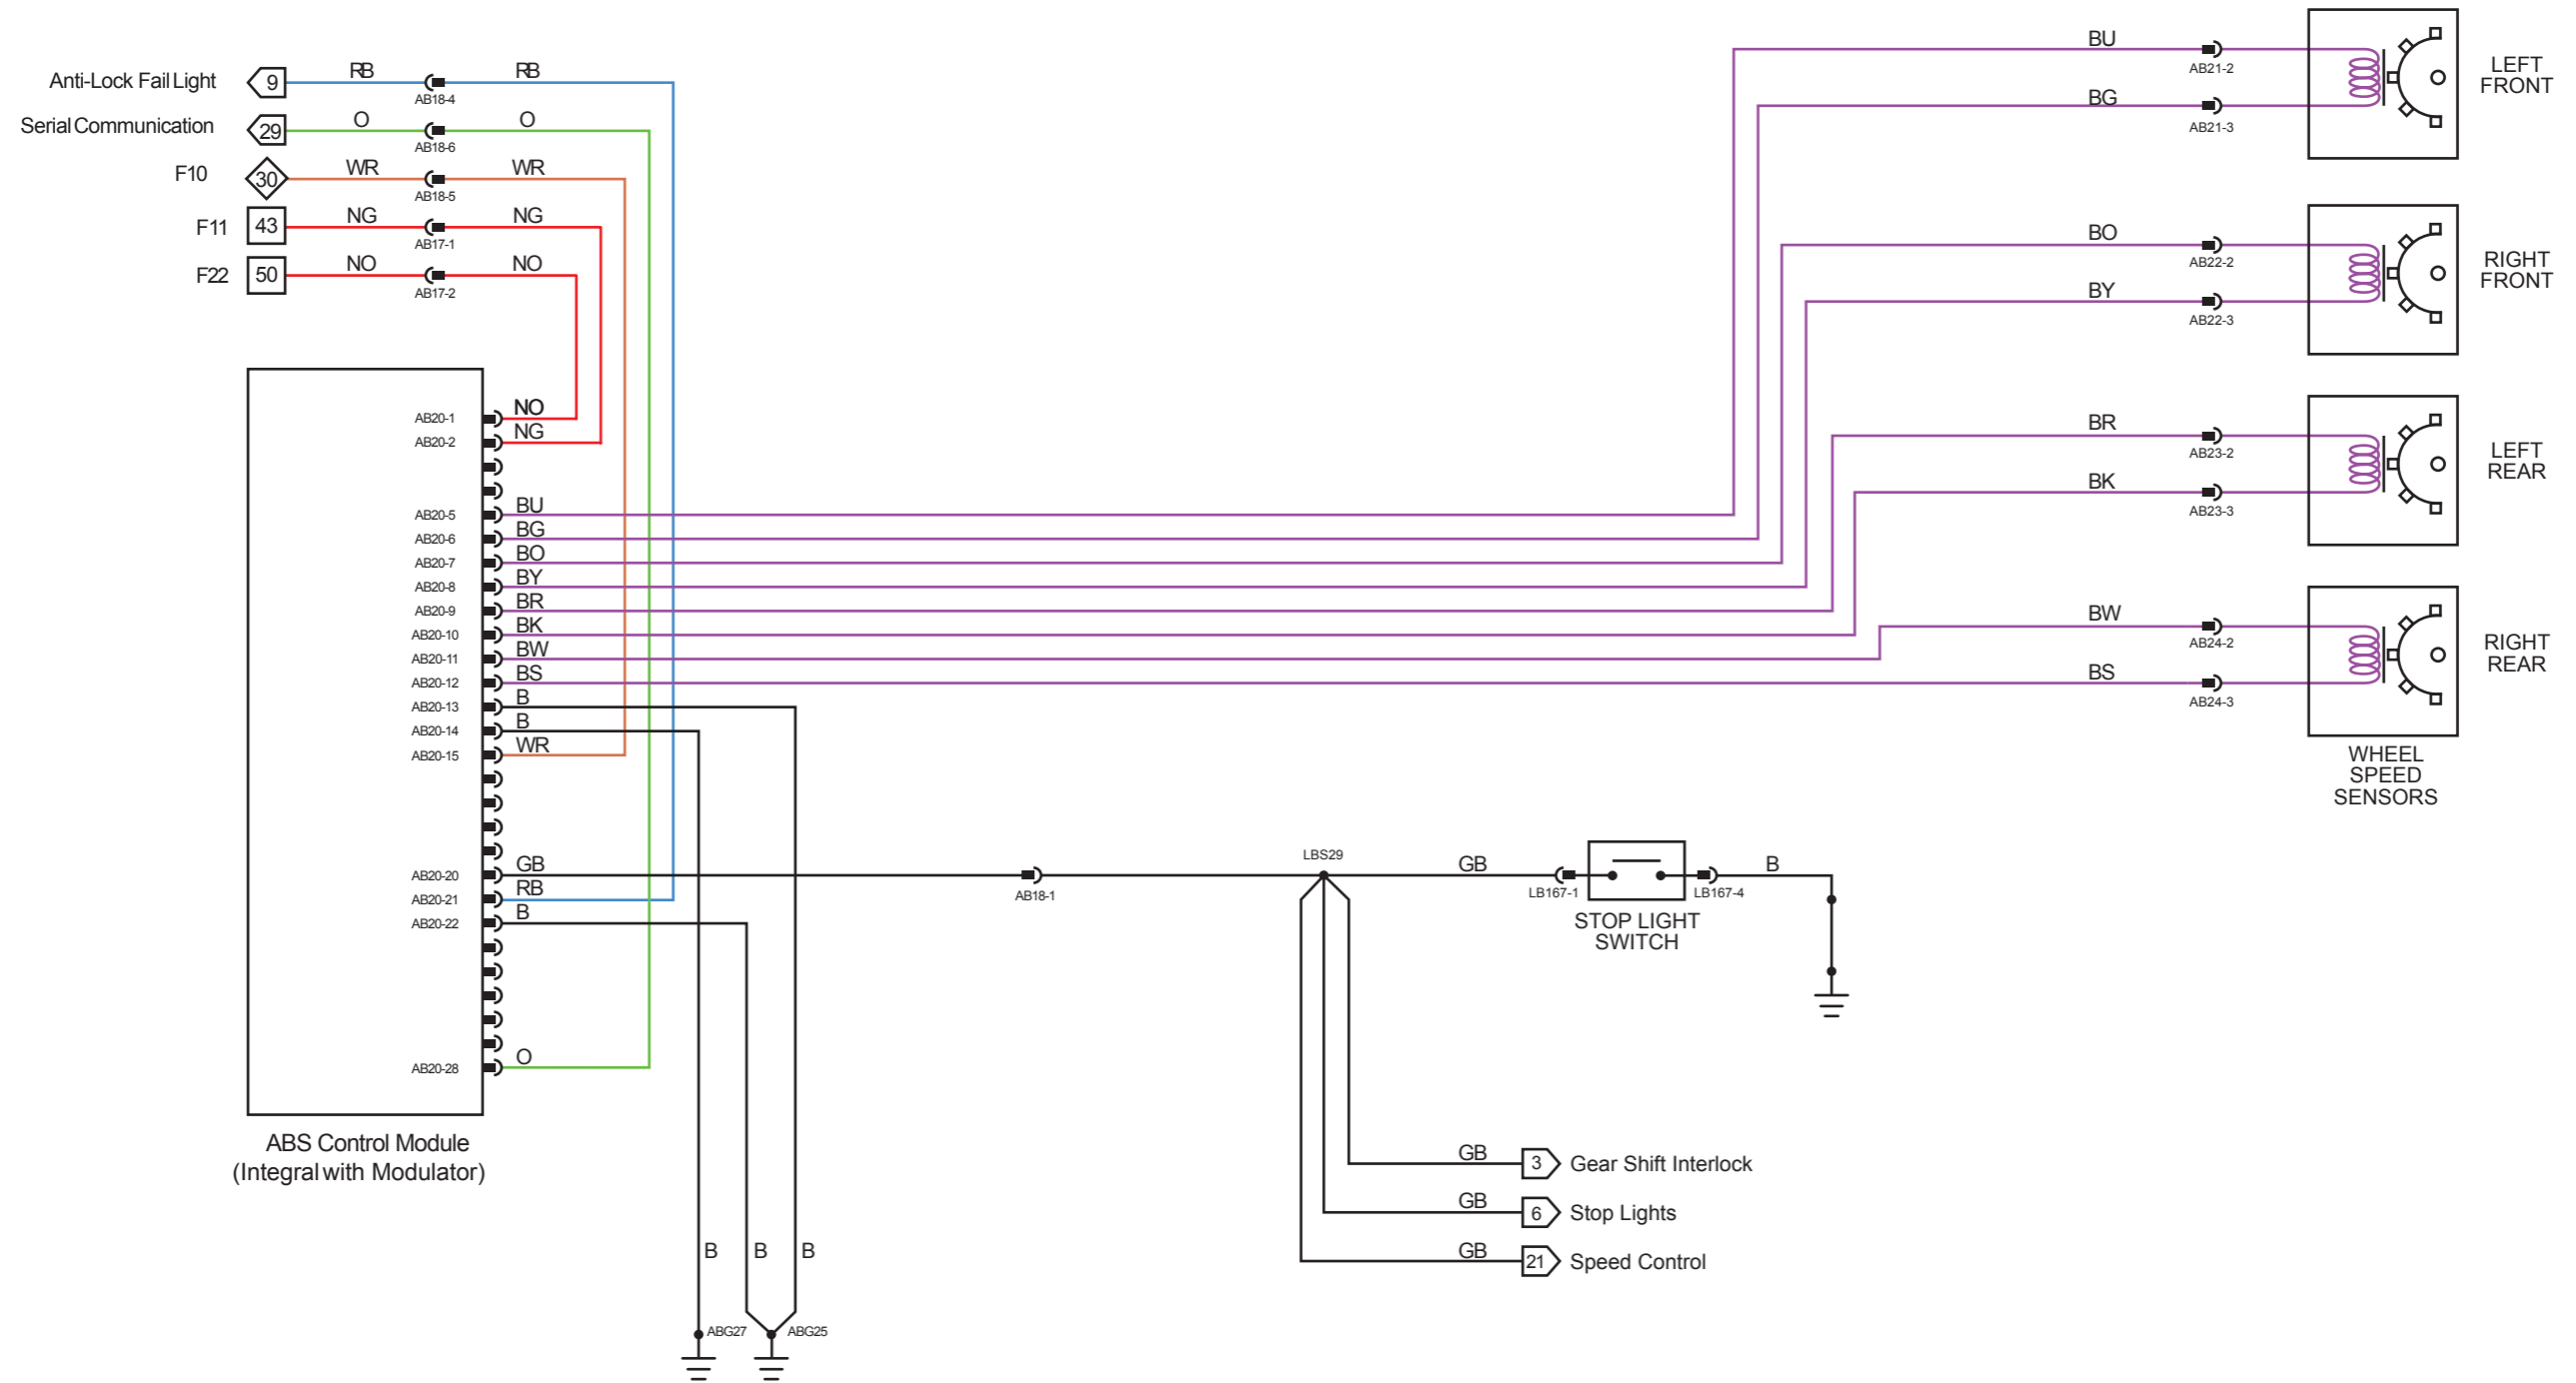 Anti-Lock Fail Light 9 RB AB18-4 RB
Serial Communication 29 O AB18-6 O
F10 30 WR AB18-5 WR
F11 43 NG AB17-1 NG
F22 50 NO AB17-2 NO
AB20-1 NO
AB20-2 NG
AB20-5 BU
AB20-6 BG
AB20-7 BO
AB20-8 BY
AB20-9 BR
AB20-10 BK
AB20-11 BW
AB20-12 BS
AB20-13 B
AB20-14 B
AB20-15 WR
AB20-20 GB
AB20-21 RB
AB20-22 B
AB20-28 O
ABS Control Module
(Integral with Modulator)
B B B
ABG27 ABG25
AB18-1
LBS29
GB
LB167-1
LB167-4
B
STOP LIGHT
SWITCH
GB 3 Gear Shift Interlock
GB 6 Stop Lights
GB 21 Speed Control
BU
AB21-2
BG
AB21-3
LEFT
FRONT
BO
AB22-2
BY
AB22-3
RIGHT
FRONT
BR
AB23-2
BK
AB23-3
LEFT
REAR
BW
AB24-2
BS
AB24-3
RIGHT
REAR
WHEEL
SPEED
SENSORS